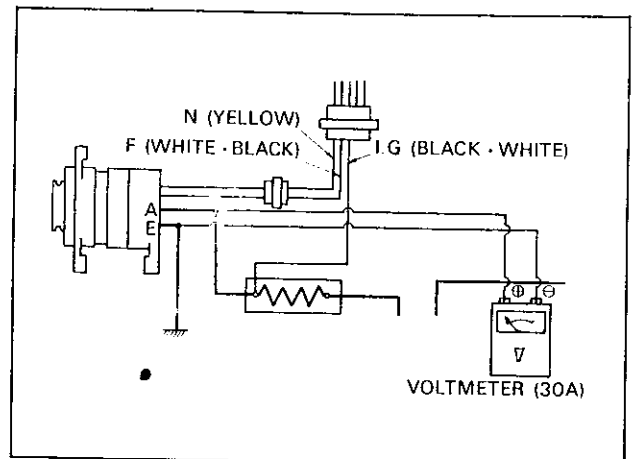 N (YELLOW)
F (WHITE · BLACK)
I.G (BLACK · WHITE)
A
E
⊕ ⊖
V
VOLTMETER (30A)